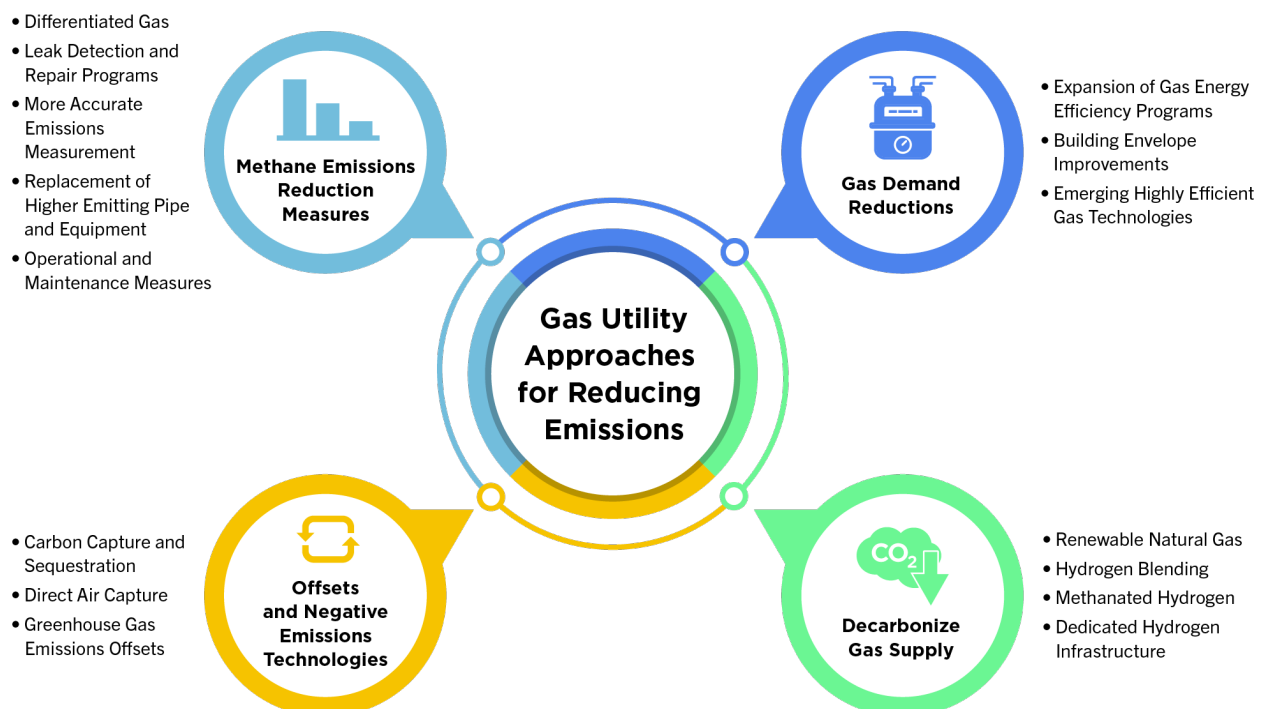 • Differentiated Gas
• Leak Detection and
Repair Programs
• More Accurate
Emissions
Measurement
• Replacement of
Higher Emitting Pipe
and Equipment
• Operational and
Maintenance Measures
Methane Emissions
Reduction
Measures
Gas Demand
Reductions
• Expansion of Gas Energy
Efficiency Programs
• Building Envelope
Improvements
• Emerging Highly Efficient
Gas Technologies
Gas Utility
Approaches
for Reducing
Emissions
• Carbon Capture and
Sequestration
• Direct Air Capture
• Greenhouse Gas
Emissions Offsets
Offsets
and Negative
Emissions
Technologies
CO₂
Decarbonize
Gas Supply
• Renewable Natural Gas
• Hydrogen Blending
• Methanated Hydrogen
• Dedicated Hydrogen
Infrastructure